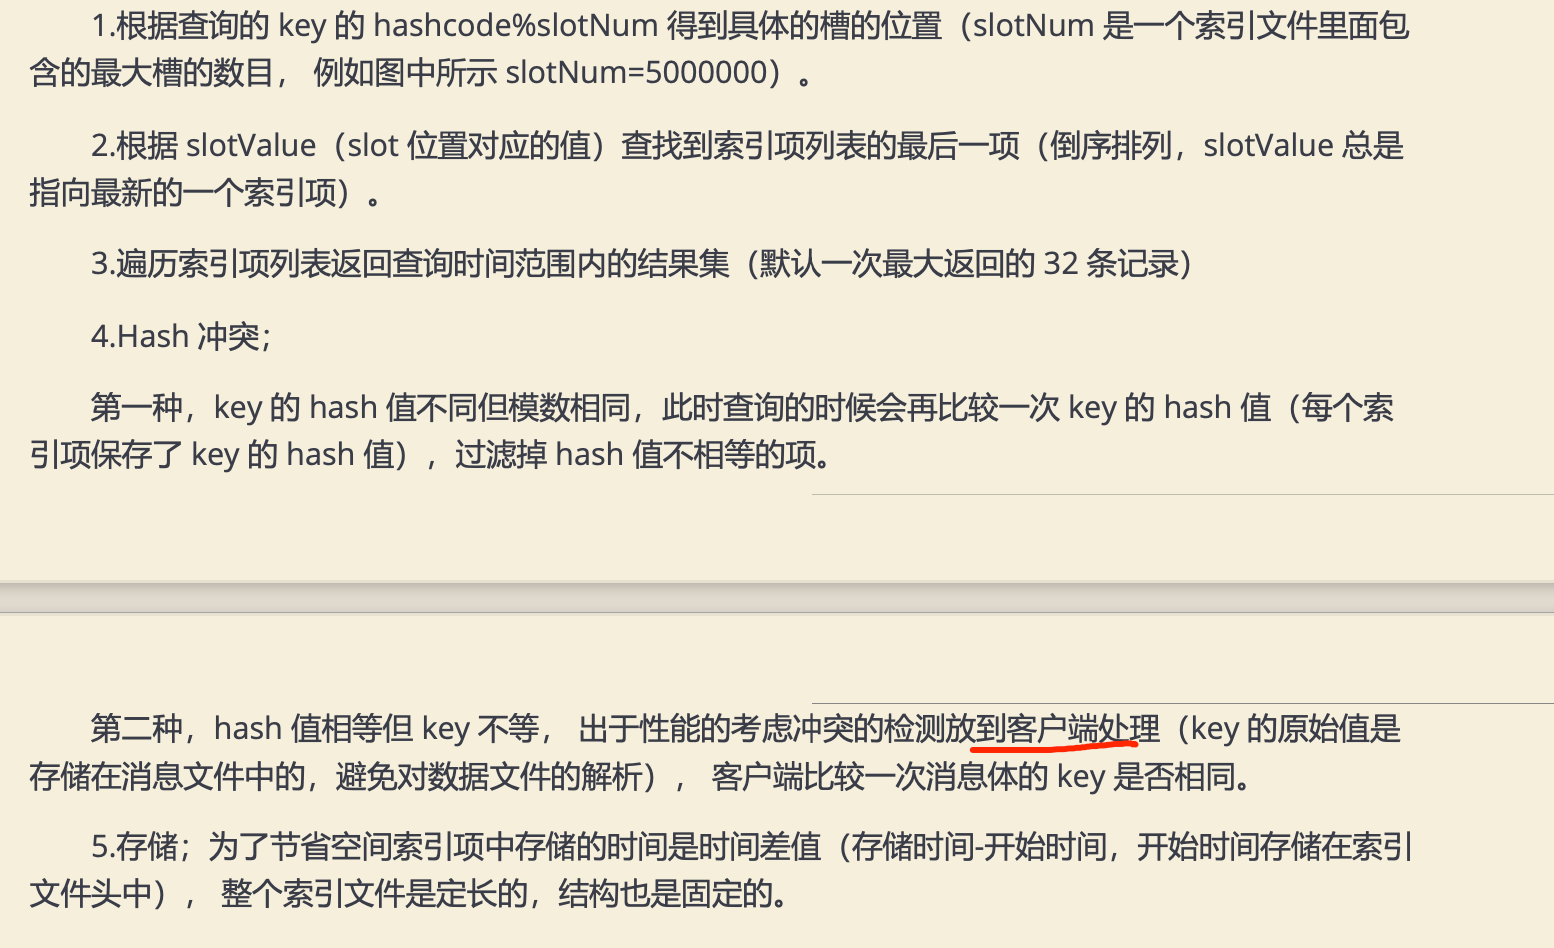 1.根据查询的 key 的 hashcode%slotNum 得到具体的槽的位置（slotNum 是一个索引文件里面包
含的最大槽的数目， 例如图中所示 slotNum=5000000）。
2.根据 slotValue（slot 位置对应的值）查找到索引项列表的最后一项（倒序排列，slotValue 总是
指向最新的一个索引项）。
3.遍历索引项列表返回查询时间范围内的结果集（默认一次最大返回的 32 条记录）
4.Hash 冲突；
第一种，key 的 hash 值不同但模数相同，此时查询的时候会再比较一次 key 的 hash 值（每个索
引项保存了 key 的 hash 值），过滤掉 hash 值不相等的项。
第二种，hash 值相等但 key 不等， 出于性能的考虑冲突的检测放到客户端处理（key 的原始值是
存储在消息文件中的，避免对数据文件的解析）， 客户端比较一次消息体的 key 是否相同。
5.存储；为了节省空间索引项中存储的时间是时间差值（存储时间-开始时间，开始时间存储在索引
文件头中）， 整个索引文件是定长的，结构也是固定的。